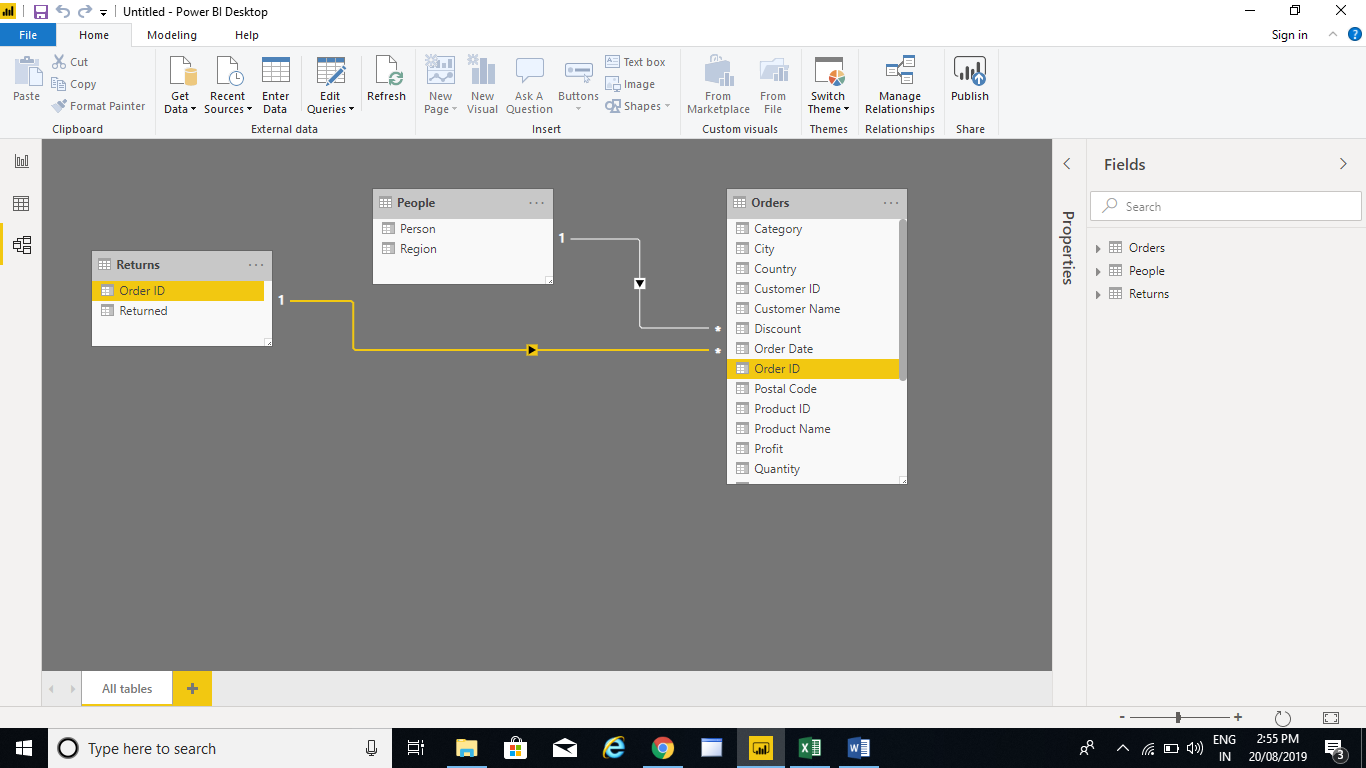 Untitled - Power BI Desktop
File Home Modeling Help Sign in ?
Paste
Cut
Copy
Format Painter
Clipboard
Get Data
Recent Sources
Enter Data
Edit Queries
External data
Refresh
New Page
New Visual
Ask A Question
Buttons
Text box
Image
Shapes
Insert
From Marketplace
From File
Custom visuals
Switch Theme
Themes
Manage Relationships
Relationships
Publish
Share
Returns ...
Order ID
Returned
1
People ...
Person
Region
1
*
*
Orders ...
Category
City
Country
Customer ID
Customer Name
Discount
Order Date
Order ID
Postal Code
Product ID
Product Name
Profit
Quantity
Properties
Fields
Search
Orders
People
Returns
All tables +
- +
Type here to search
ENG
IN
2:55 PM
20/08/2019
3